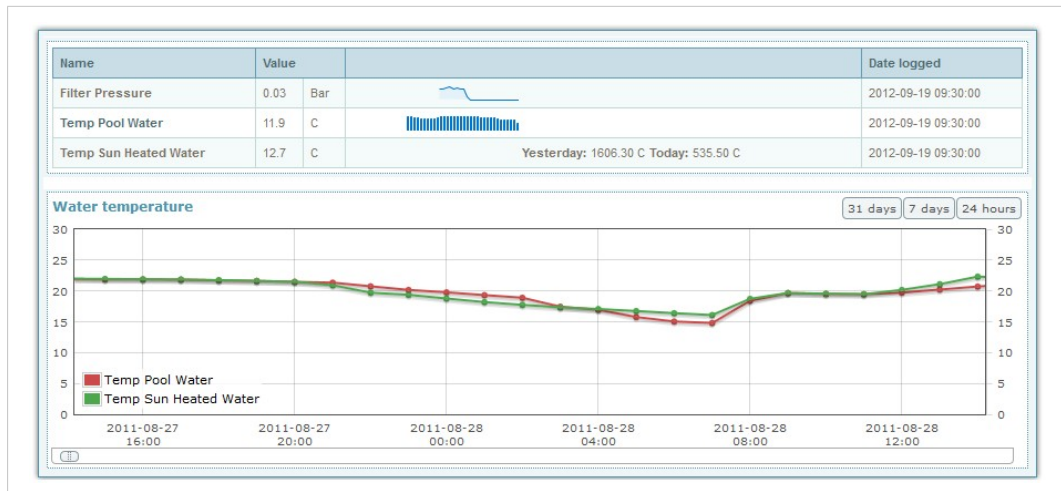 Name Value Date logged
Filter Pressure 0.03 Bar 2012-09-19 09:30:00
Temp Pool Water 11.9 C 2012-09-19 09:30:00
Temp Sun Heated Water 12.7 C Yesterday: 1606.30 C Today: 535.50 C 2012-09-19 09:30:00
Water temperature 31 days 7 days 24 hours
30 30
25 25
20 20
15 15
10 10
5 5
0 0
Temp Pool Water
Temp Sun Heated Water
2011-08-27 2011-08-27 2011-08-28 2011-08-28 2011-08-28 2011-08-28
16:00 20:00 00:00 04:00 08:00 12:00